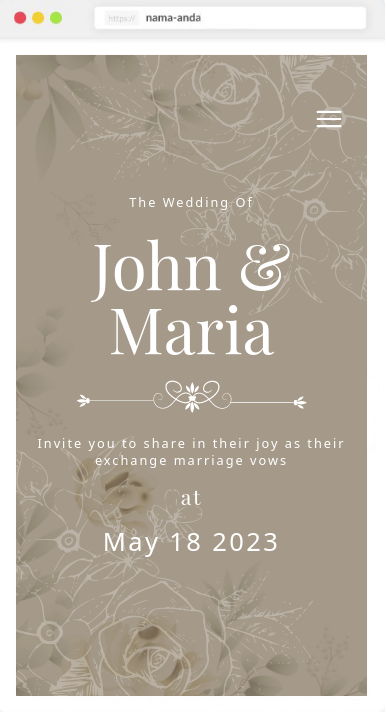 https:// nama-anda
The Wedding Of
John &
Maria
Invite you to share in their joy as their
exchange marriage vows
at
May 18 2023